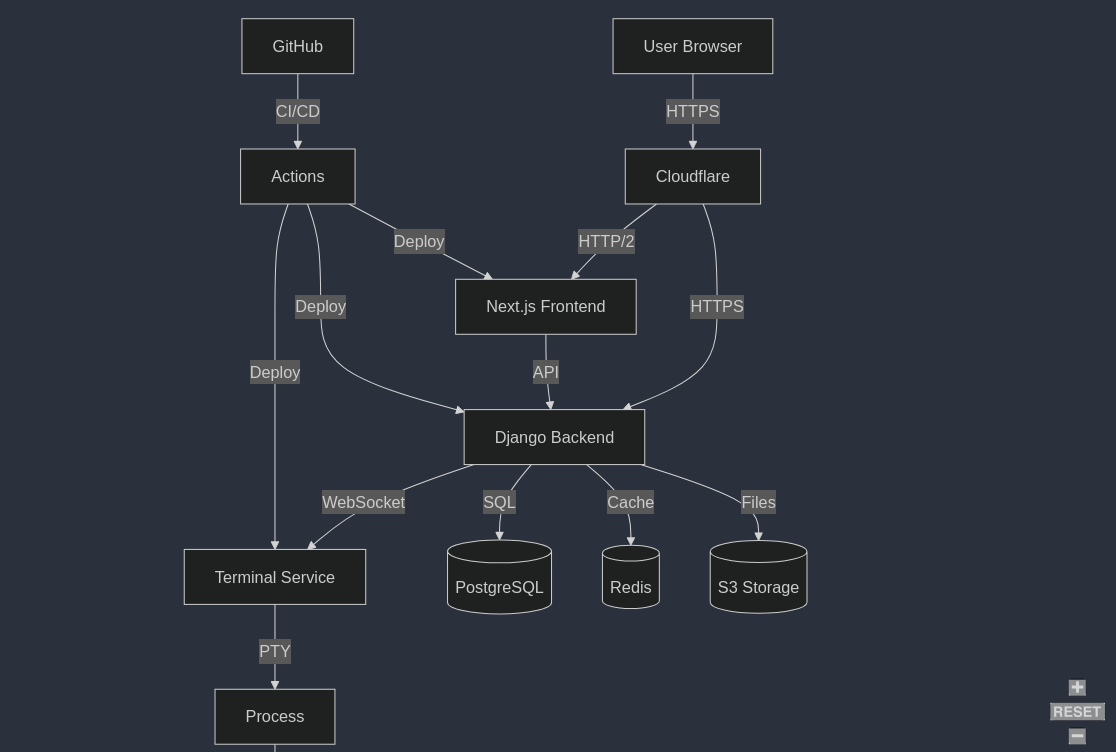 GitHub
User Browser
CI/CD
HTTPS
Actions
Cloudflare
Deploy
HTTP/2
Deploy
Next.js Frontend
HTTPS
Deploy
API
Django Backend
WebSocket
SQL
Cache
Files
Terminal Service
PostgreSQL
Redis
S3 Storage
PTY
Process
RESET